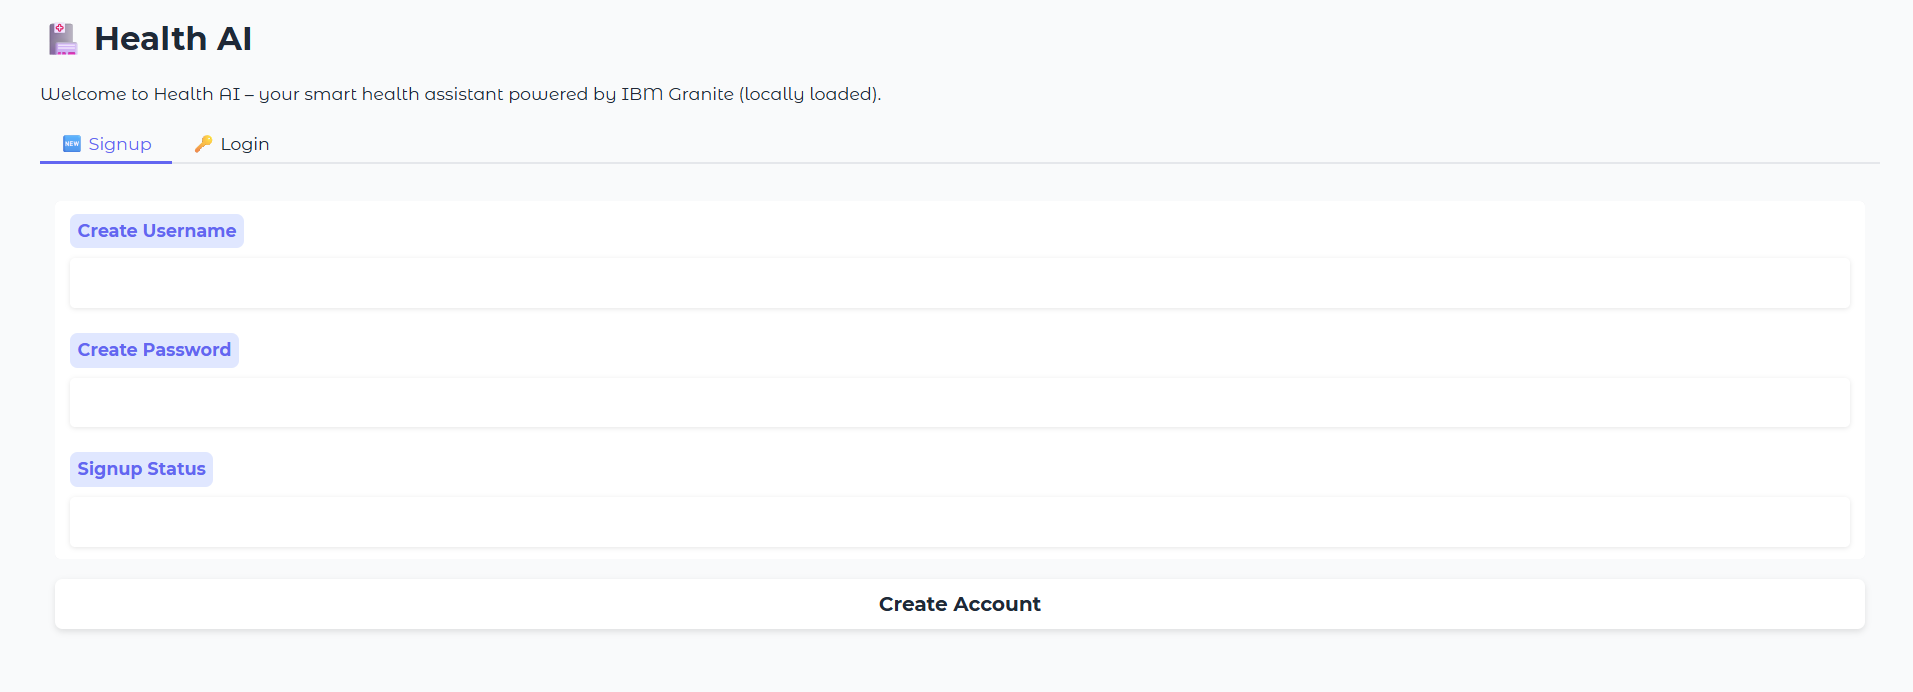 Health AI
Welcome to Health AI – your smart health assistant powered by IBM Granite (locally loaded).
NEW Signup Login
Create Username
Create Password
Signup Status
Create Account